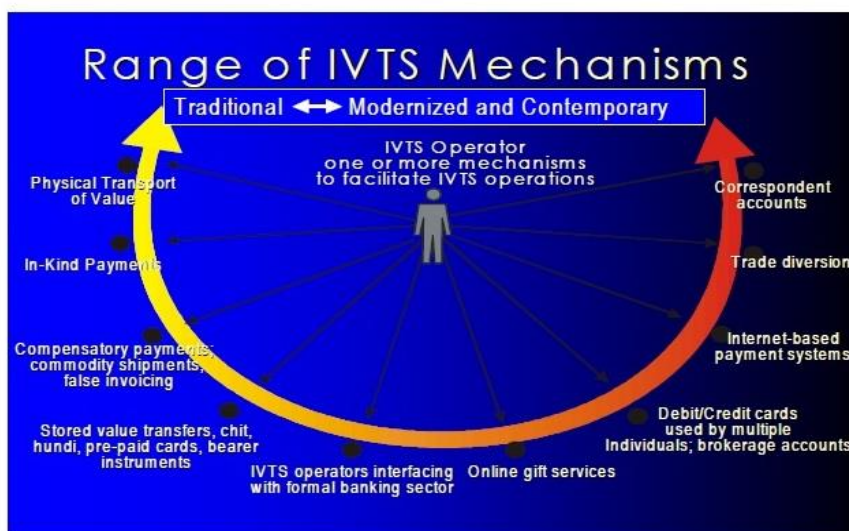 Range of IVTS Mechanisms
Traditional ↔ Modernized and Contemporary
IVTS Operator
one or more mechanisms
to facilitate IVTS operations
Physical Transport
of Value
In-Kind Payments
Compensatory payments;
commodity shipments,
false invoicing
Stored value transfers, chit,
hundi, pre-paid cards, bearer
instruments
IVTS operators interfacing
with formal banking sector
Online gift services
Debit/Credit cards
used by multiple
Individuals; brokerage accounts
Internet-based
payment systems
Trade diversion
Correspondent
accounts